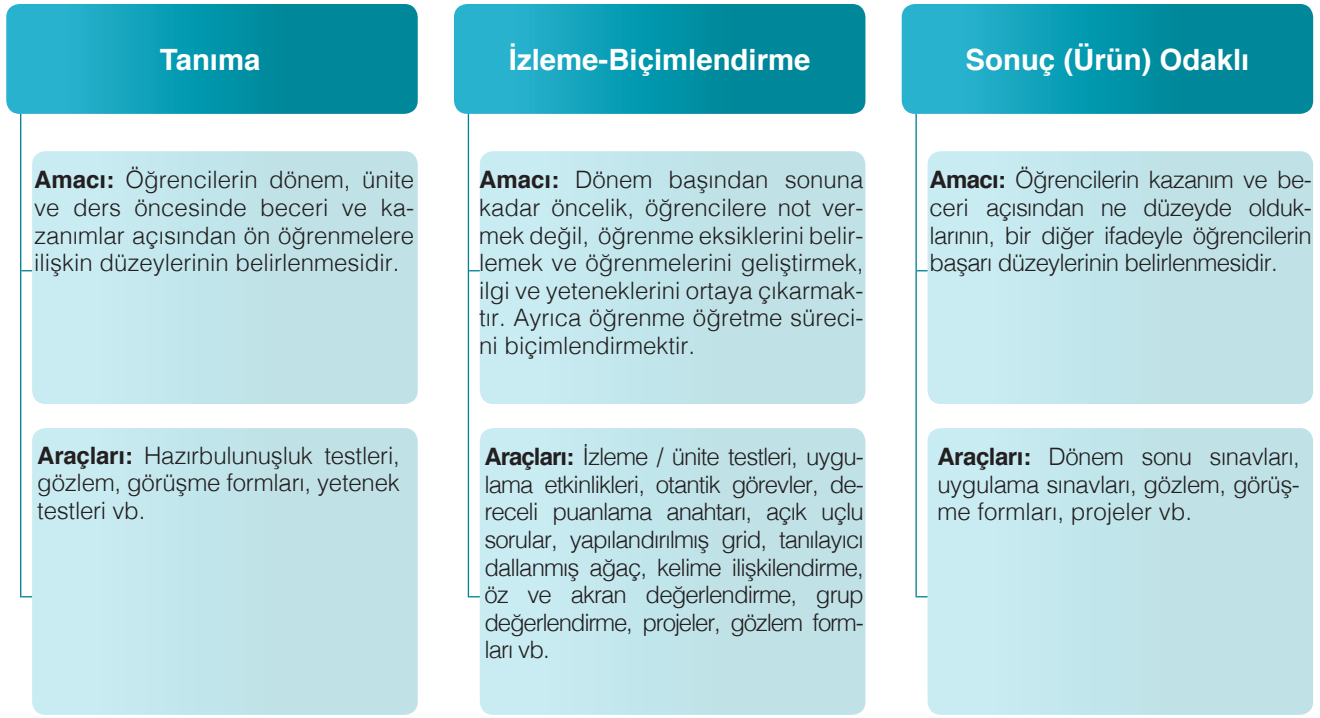 Tanıma
Amacı: Öğrencilerin dönem, ünite
ve ders öncesinde beceri ve ka-
zanımlar açısından ön öğrenmelere
ilişkin düzeylerinin belirlenmesidir.
Araçları: Hazırbulunuşluk testleri,
gözlem, görüşme formları, yetenek
testleri vb.
İzleme-Biçimlendirme
Amacı: Dönem başından sonuna
kadar öncelik, öğrencilere not ver-
mek değil, öğrenme eksiklerini belir-
lemek ve öğrenmelerini geliştirmek,
ilgi ve yeteneklerini ortaya çıkarmak-
tır. Ayrıca öğrenme öğretme süreci-
ni biçimlendirmektir.
Araçları: İzleme / ünite testleri, uygu-
lama etkinlikleri, otantik görevler, de-
receli puanlama anahtarı, açık uçlu
sorular, yapılandırılmış grid, tanılayıcı
dallanmış ağaç, kelime ilişkilendirme,
öz ve akran değerlendirme, grup
değerlendirme, projeler, gözlem form-
ları vb.
Sonuç (Ürün) Odaklı
Amacı: Öğrencilerin kazanım ve be-
ceri açısından ne düzeyde olduk-
larının, bir diğer ifadeyle öğrencilerin
başarı düzeylerinin belirlenmesidir.
Araçları: Dönem sonu sınavları,
uygulama sınavları, gözlem, görüş-
me formları, projeler vb.